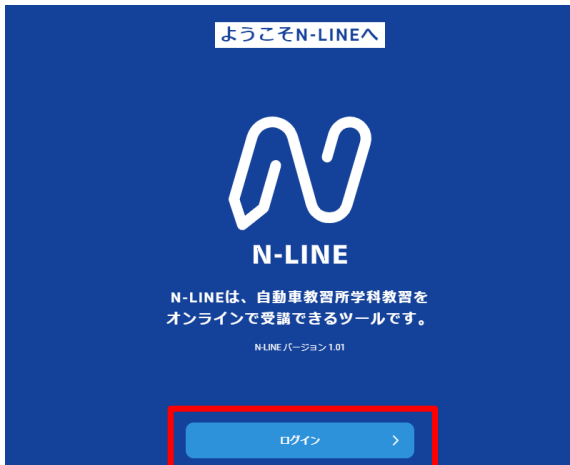 ようこそN-LINEへ
N-LINE
N-LINEは、自動車教習所学科教習を
オンラインで受講できるツールです。
N-LINE バージョン 1.01
ログイン